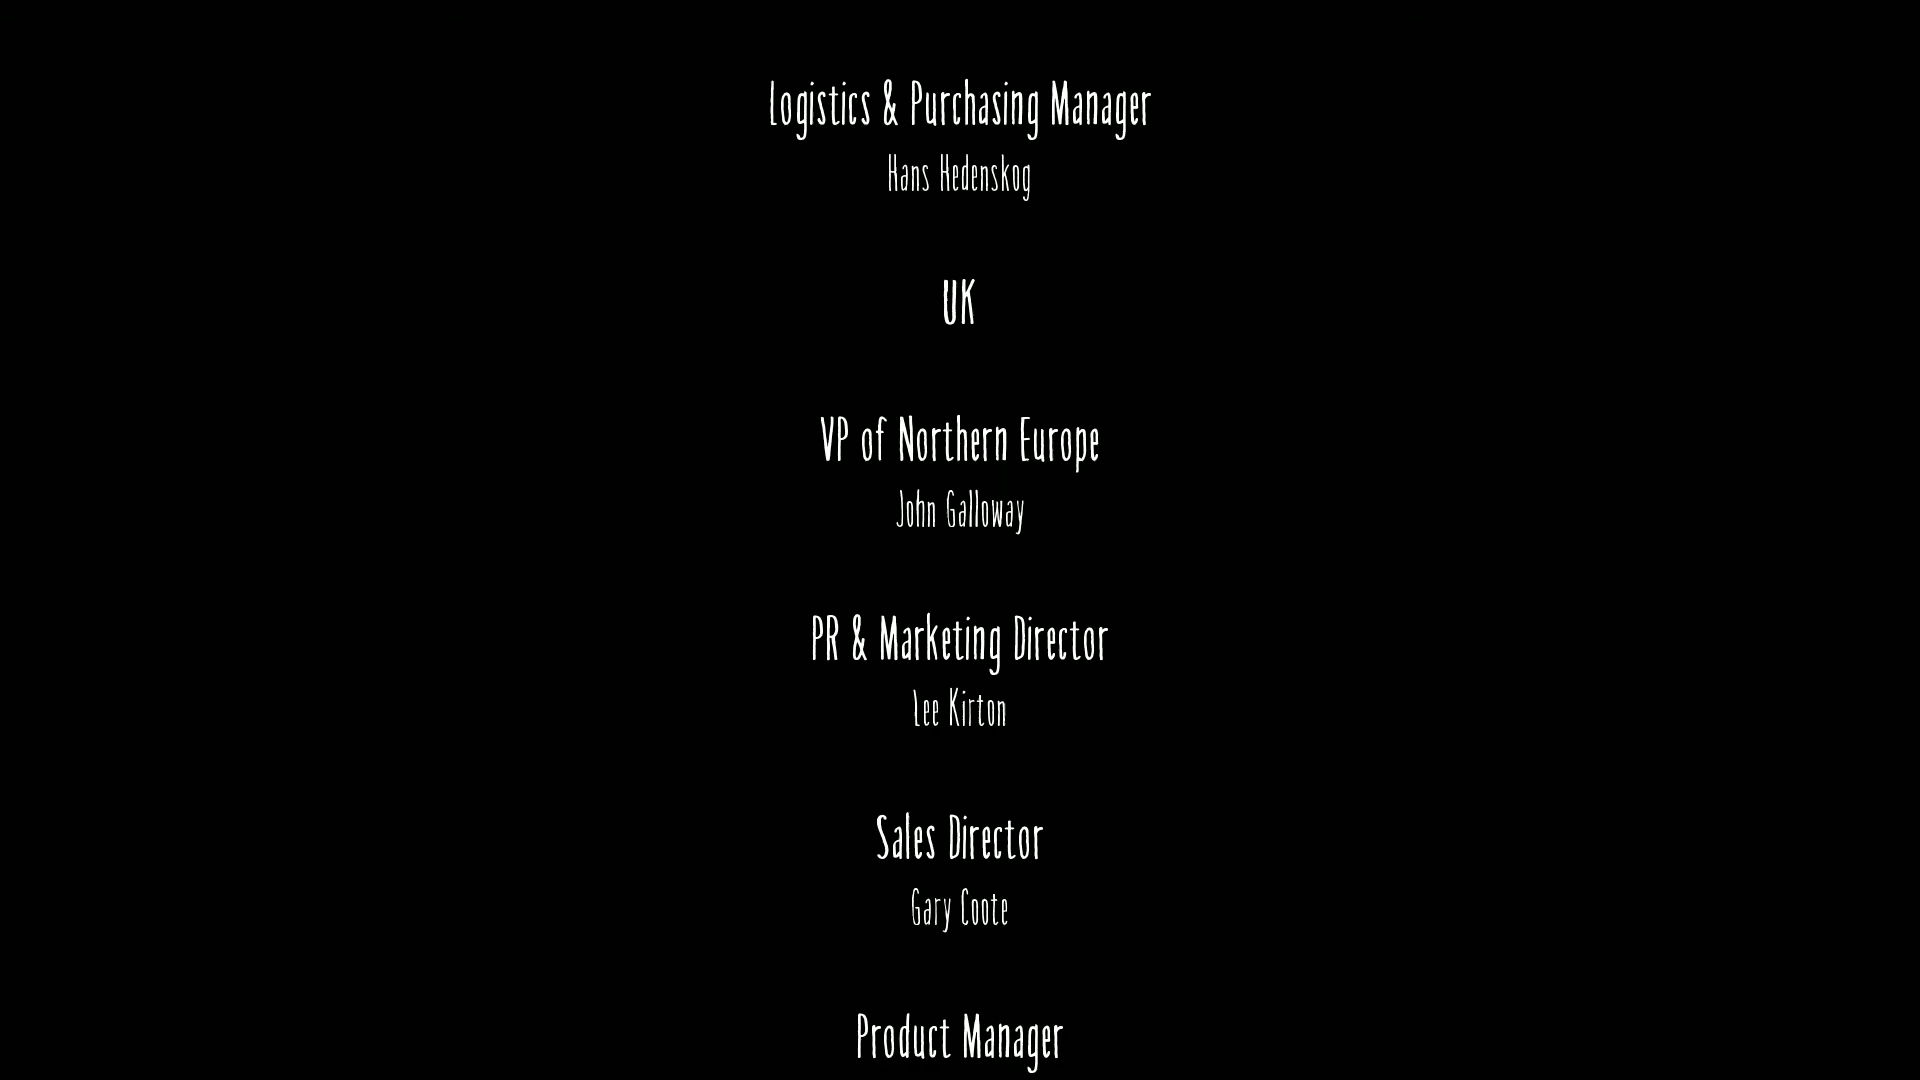 Logistics & Purchasing Manager
Hans Hedenskog
UK
VP of Northern Europe
John Galloway
PR & Marketing Director
Lee Kirton
Sales Director
Gary Coote
Product Manager